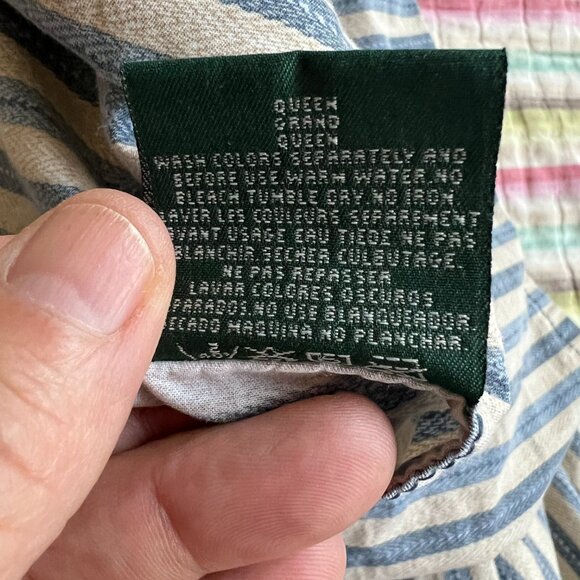 QUEEN
GRAND
QUEEN
WASH COLORS SEPARATELY AND
BEFORE USE. WARM WATER. NO
BLEACH TUMBLE DRY NO IRON
LAVER LES COULEURS SEPAREMENT
AVANT USAGE EAU TIEDE NE PAS
BLANCHIR SECHER CULBUTAGE.
NE PAS REPASSER
LAVAR COLORES OSCUROS
PARADOS. NO USE BLANQUEADOR.
SECADO MAQUINA NO PLANCHAR.